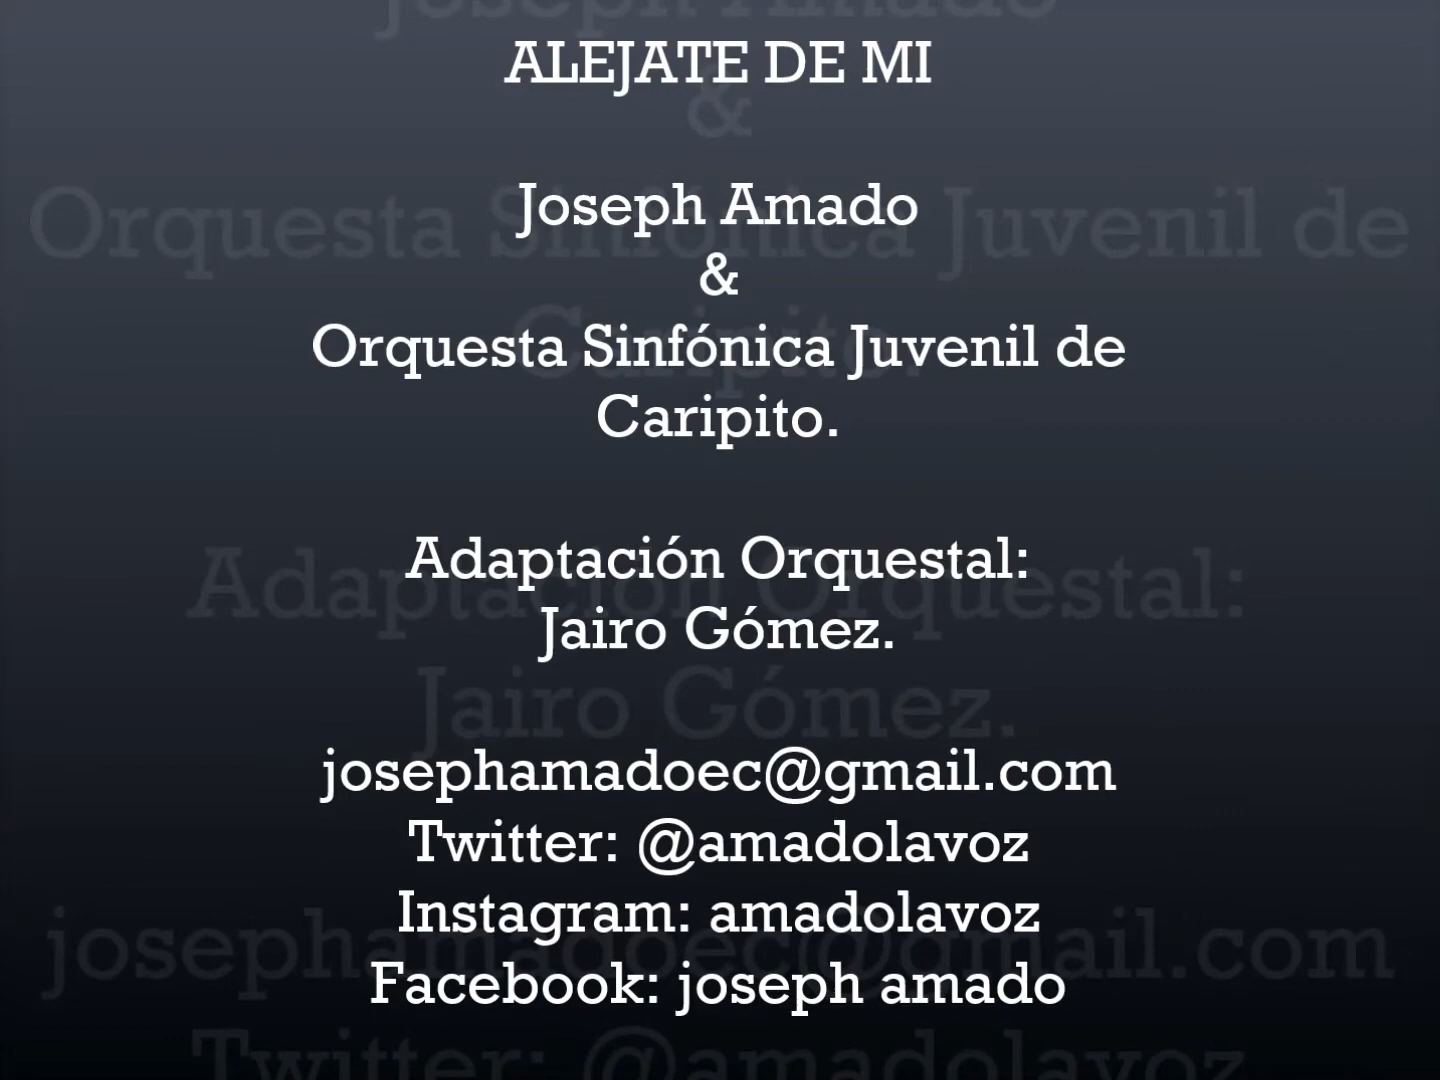 ALEJATE DE MI
Joseph Amado
&
Orquesta Sinfónica Juvenil de
Caripito.
Adaptación Orquestal:
Jairo Gómez.
josephamadoec@gmail.com
Twitter: @amadolavoz
Instagram: amadolavoz
Facebook: joseph amado